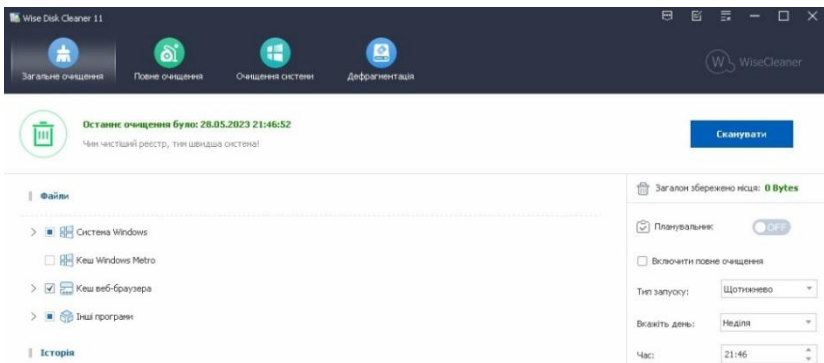 Wise Disk Cleaner 11
Загальне очищення
Повне очищення
Очищення системи
Дефрагментація
WiseCleaner
Останнє очищення було: 28.05.2023 21:46:52
Чим чистіший реєстр, тим швидша система!
Сканувати
Файли
Система Windows
Кеш Windows Metro
Кеш веб-браузера
Інші програми
Історія
Загалом збережено місця: 0 Bytes
Планувальник
OFF
Включити повне очищення
Тип запуску:
Щотижнево
Вкажіть день:
Неділя
Час:
21:46